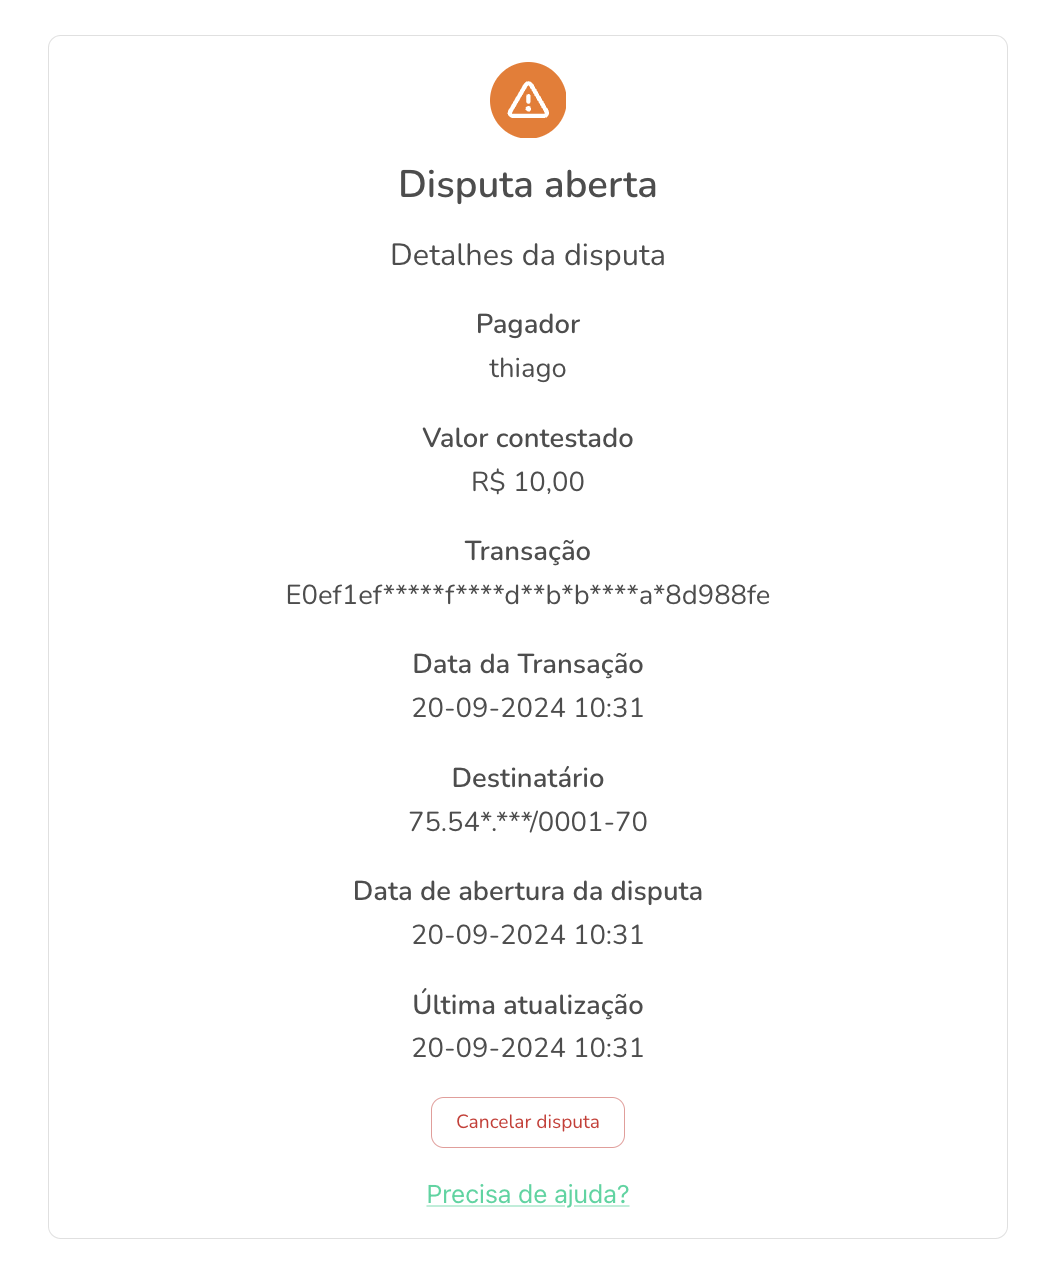 Disputa aberta
Detalhes da disputa
Pagador
thiago
Valor contestado
R$ 10,00
Transação
E0ef1ef*****f****d**b*b****a*8d988fe
Data da Transação
20-09-2024 10:31
Destinatário
75.54*.***/0001-70
Data de abertura da disputa
20-09-2024 10:31
Última atualização
20-09-2024 10:31
Cancelar disputa
Precisa de ajuda?